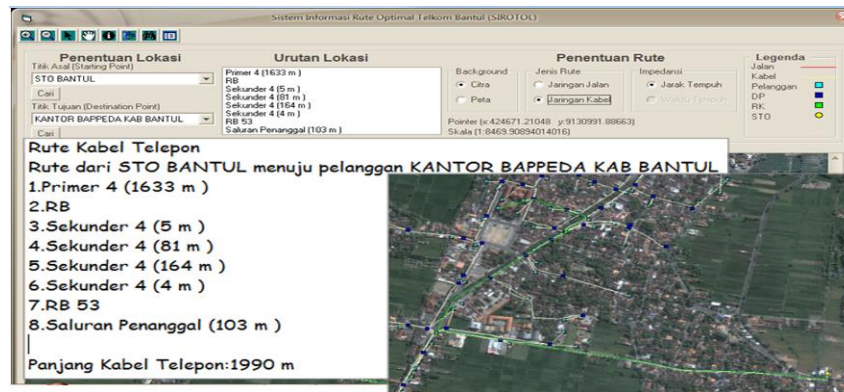 Sistem Informasi Rute Optimal Telkom Bantul (SIROTOL)
Penentuan Lokasi
Titik Asal (Starting Point)
STO BANTUL
Cari
Titik Tujuan (Destination Point)
KANTOR BAPPEDA KAB BANTUL
Cari
Urutan Lokasi
Primer 4 (1633 m )
RB
Sekunder 4 (5 m )
Sekunder 4 (81 m )
Sekunder 4 (164 m )
Sekunder 4 (4 m )
RB 53
Saluran Penanggal (103 m )
Penentuan Rute
Background
Citra
Peta
Jenis Rute
Jaringan Jalan
Jaringan Kabel
Impedansi
Jarak Tempuh
Waktu Tempuh
Pointer (x:424671.21048 y:9130991.88663)
Skala (1:8469.90894014016)
Legenda
Jalan
Kabel
Pelanggan
DP
RK
STO
Rute Kabel Telepon
Rute dari STO BANTUL menuju pelanggan KANTOR BAPPEDA KAB BANTUL
1.Primer 4 (1633 m )
2.RB
3.Sekunder 4 (5 m )
4.Sekunder 4 (81 m )
5.Sekunder 4 (164 m )
6.Sekunder 4 (4 m )
7.RB 53
8.Saluran Penanggal (103 m )
Panjang Kabel Telepon:1990 m